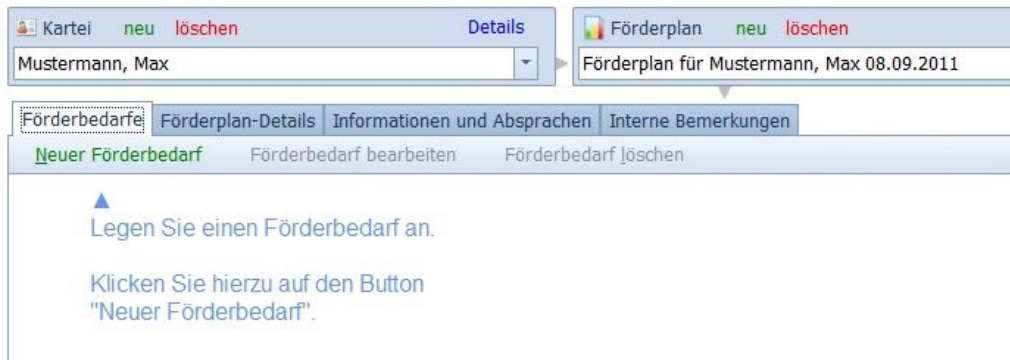 Kartei neu löschen Details
Mustermann, Max
Förderplan neu löschen
Förderplan für Mustermann, Max 08.09.2011
Förderbedarfe Förderplan-Details Informationen und Absprachen Interne Bemerkungen
Neuer Förderbedarf Förderbedarf bearbeiten Förderbedarf löschen
Legen Sie einen Förderbedarf an.
Klicken Sie hierzu auf den Button
"Neuer Förderbedarf".